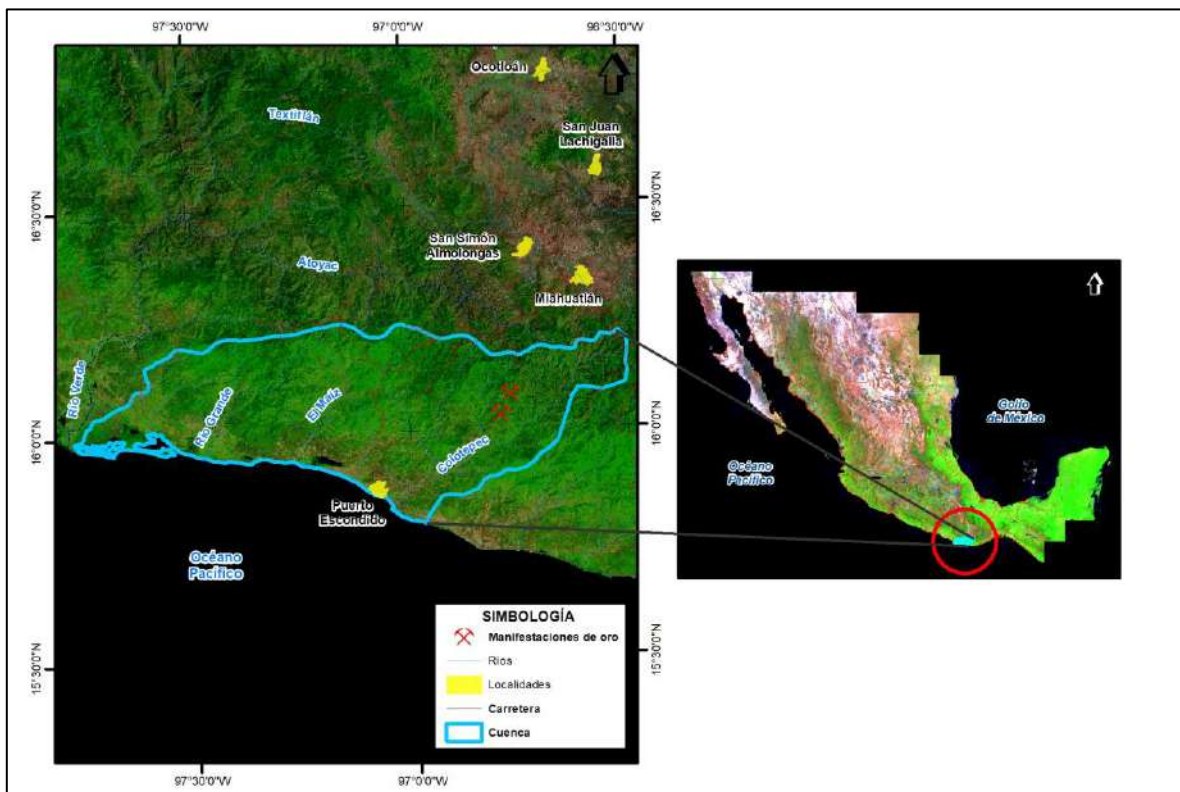 97°30'0"W
97°0'0"W
96°30'0"W
Ocotloán
Textitlán
San Juan
Lachigalla
16°30'0"N
16°30'0"N
San Simón
Almolongas
Atoyac
Miahuatlán
Río Verde
Río Grande
El Maíz
Colotepec
16°0'0"N
16°0'0"N
Puerto
Escondido
Océano
Pacífico
15°30'0"N
15°30'0"N
SIMBOLOGÍA
Manifestaciones de oro
Ríos
Localidades
Carretera
Cuenca
97°30'0"W
97°0'0"W
Golfo
de México
Océano
Pacífico